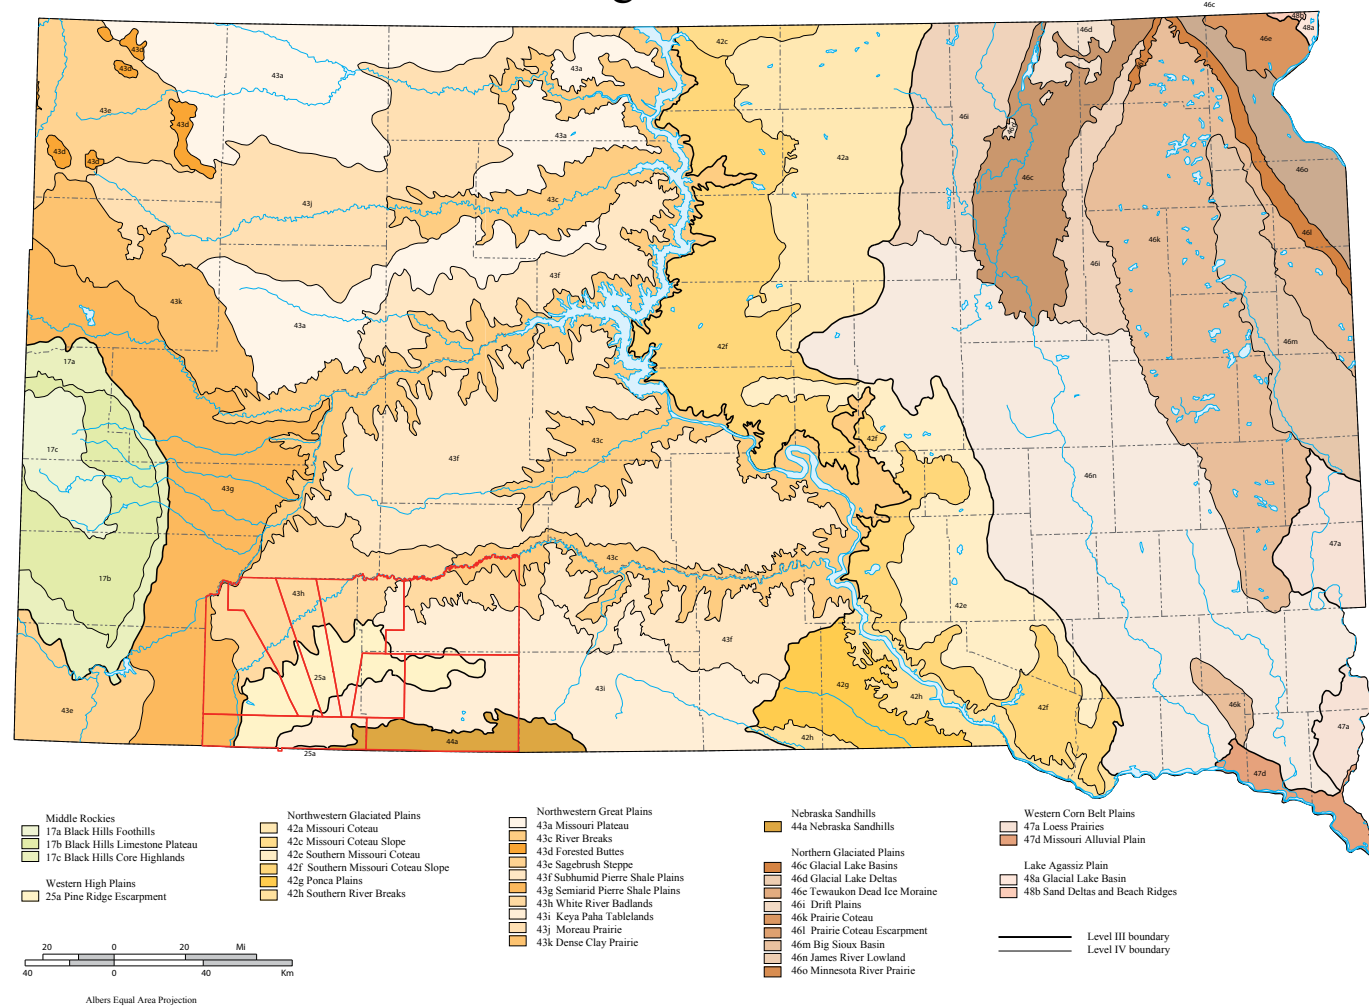 46c
42c
46d
48b
48a
46e
43d
43d
43a
43a
43e
43d
43a
46i
42a
43d
43d
46c
46o
43j
43c
46l
46k
43f
46i
43k
43a
42f
46m
17a
42f
43c
17c
43f
46n
43g
47a
43c
17b
43h
42e
43f
25a
43i
42g
42h
42f
46k
43e
47a
44a
42h
25a
47d
Middle Rockies
17a Black Hills Foothills
17b Black Hills Limestone Plateau
17c Black Hills Core Highlands
Western High Plains
25a Pine Ridge Escarpment
Northwestern Glaciated Plains
42a Missouri Coteau
42c Missouri Coteau Slope
42e Southern Missouri Coteau
42f Southern Missouri Coteau Slope
42g Ponca Plains
42h Southern River Breaks
Northwestern Great Plains
43a Missouri Plateau
43c River Breaks
43d Forested Buttes
43e Sagebrush Steppe
43f Subhumid Pierre Shale Plains
43g Semiarid Pierre Shale Plains
43h White River Badlands
43i Keya Paha Tablelands
43j Moreau Prairie
43k Dense Clay Prairie
Nebraska Sandhills
44a Nebraska Sandhills
Northern Glaciated Plains
46c Glacial Lake Basins
46d Glacial Lake Deltas
46e Tewaukon Dead Ice Moraine
46i Drift Plains
46k Prairie Coteau
46l Prairie Coteau Escarpment
46m Big Sioux Basin
46n James River Lowland
46o Minnesota River Prairie
Western Corn Belt Plains
47a Loess Prairies
47d Missouri Alluvial Plain
Lake Agassiz Plain
48a Glacial Lake Basin
48b Sand Deltas and Beach Ridges
Level III boundary
Level IV boundary
20 0 20 Mi
40 0 40 Km
Albers Equal Area Projection